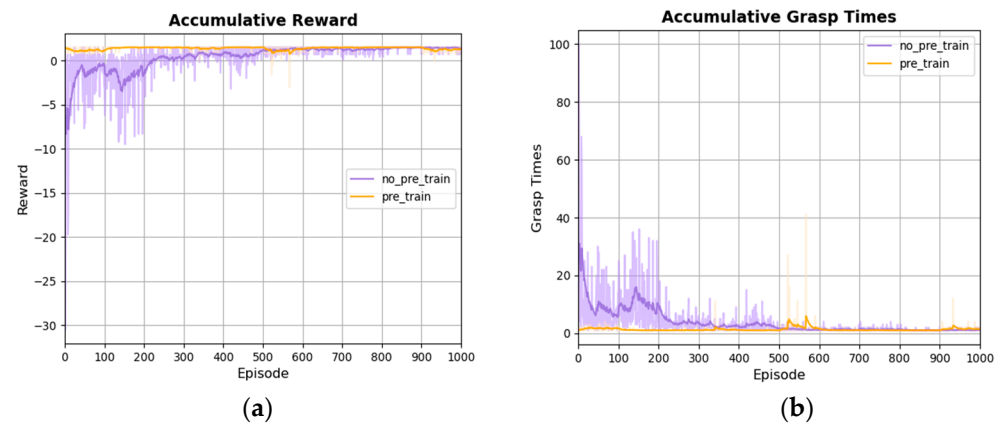 Accumulative Reward
0
−5
−10
−15
−20
−25
−30
Reward
no_pre_train
pre_train
0 100 200 300 400 500 600 700 800 900 1000
Episode
(a)
Accumulative Grasp Times
100
80
60
40
20
0
Grasp Times
no_pre_train
pre_train
0 100 200 300 400 500 600 700 800 900 1000
Episode
(b)